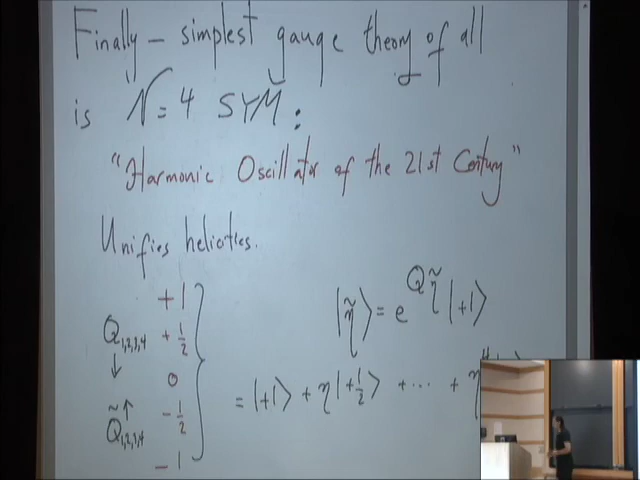 Finally – simplest gauge theory of all
is N=4 SYM:
"Harmonic Oscillator of the 21st Century"
Unifies helicities.
+1
Q₁,₂,₃,₄ +1/2
↓ 0
Q̃₁,₂,₃,₄ ↑ -1/2
-1
|η̃⟩ = e^{Qη̃} |+1⟩
= |+1⟩ + η|+1/2⟩ + ... + η